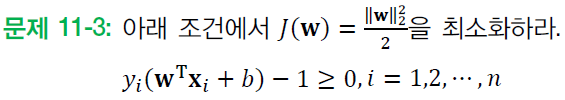 문제 11-3: 아래 조건에서 J(𝐰) = ‖𝐰‖₂²/2을 최소화하라.
yᵢ(𝐰ᵀ𝐱ᵢ + b) − 1 ≥ 0, i = 1,2,⋯,n